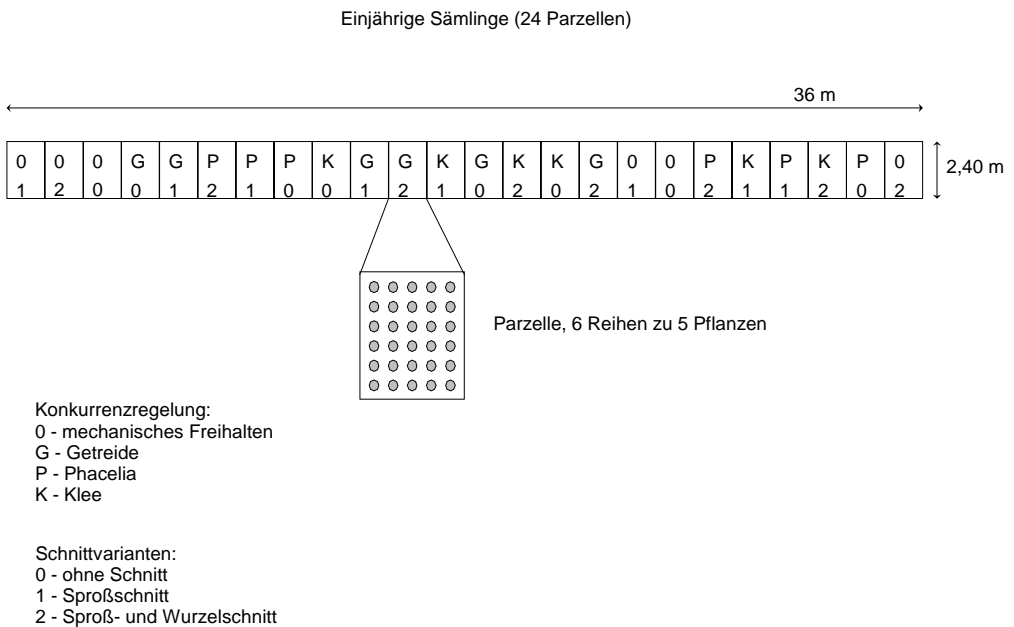 Einjährige Sämlinge (24 Parzellen)
36 m
0 0 0 G G P P P K G G K G K K G 0 0 P K P K P 0
1 2 0 0 1 2 1 0 0 1 2 1 0 2 0 2 1 0 2 1 1 2 0 2
2,40 m
Parzelle, 6 Reihen zu 5 Pflanzen
Konkurrenzregelung:
0 - mechanisches Freihalten
G - Getreide
P - Phacelia
K - Klee
Schnittvarianten:
0 - ohne Schnitt
1 - Sproßschnitt
2 - Sproß- und Wurzelschnitt